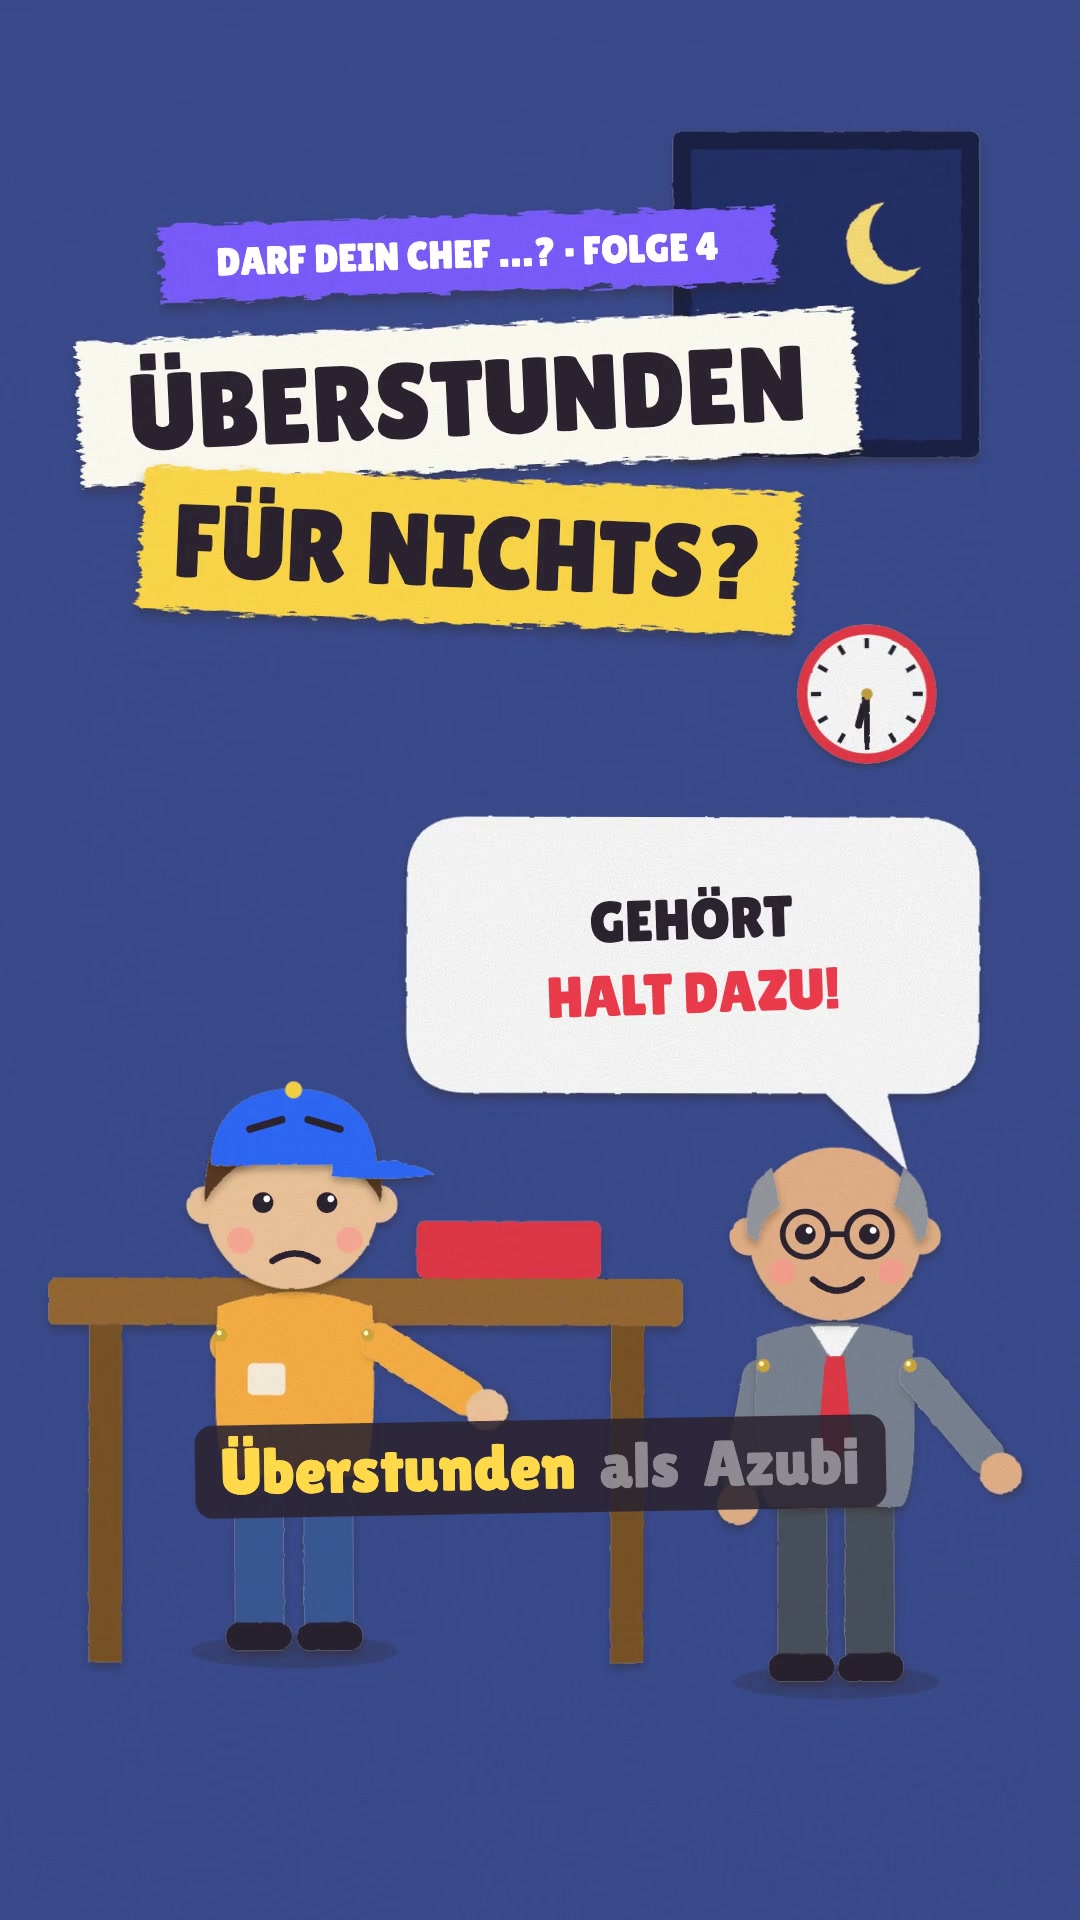 DARF DEIN CHEF ...? · FOLGE 4
ÜBERSTUNDEN
FÜR NICHTS?
GEHÖRT
HALT DAZU!
Überstunden als Azubi